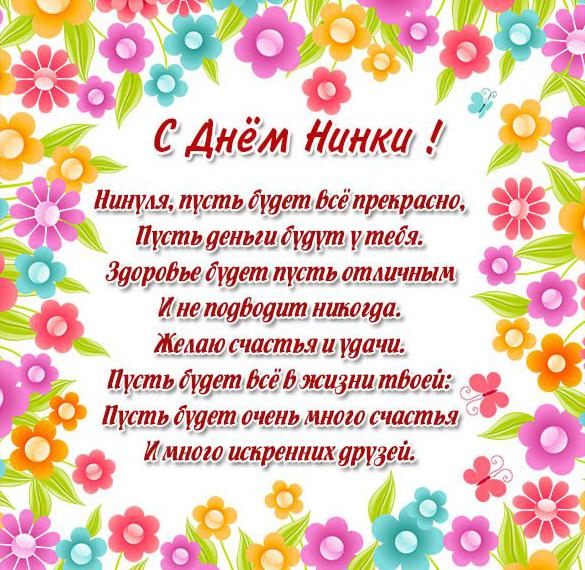 С Днём Нинки !
Нинуля, пусть будет всё прекрасно,
Пусть деньги будут у тебя.
Здоровье будет пусть отличным
И не подводит никогда.
Желаю счастья и удачи.
Пусть будет всё в жизни твоей:
Пусть будет очень много счастья
И много искренних друзей.